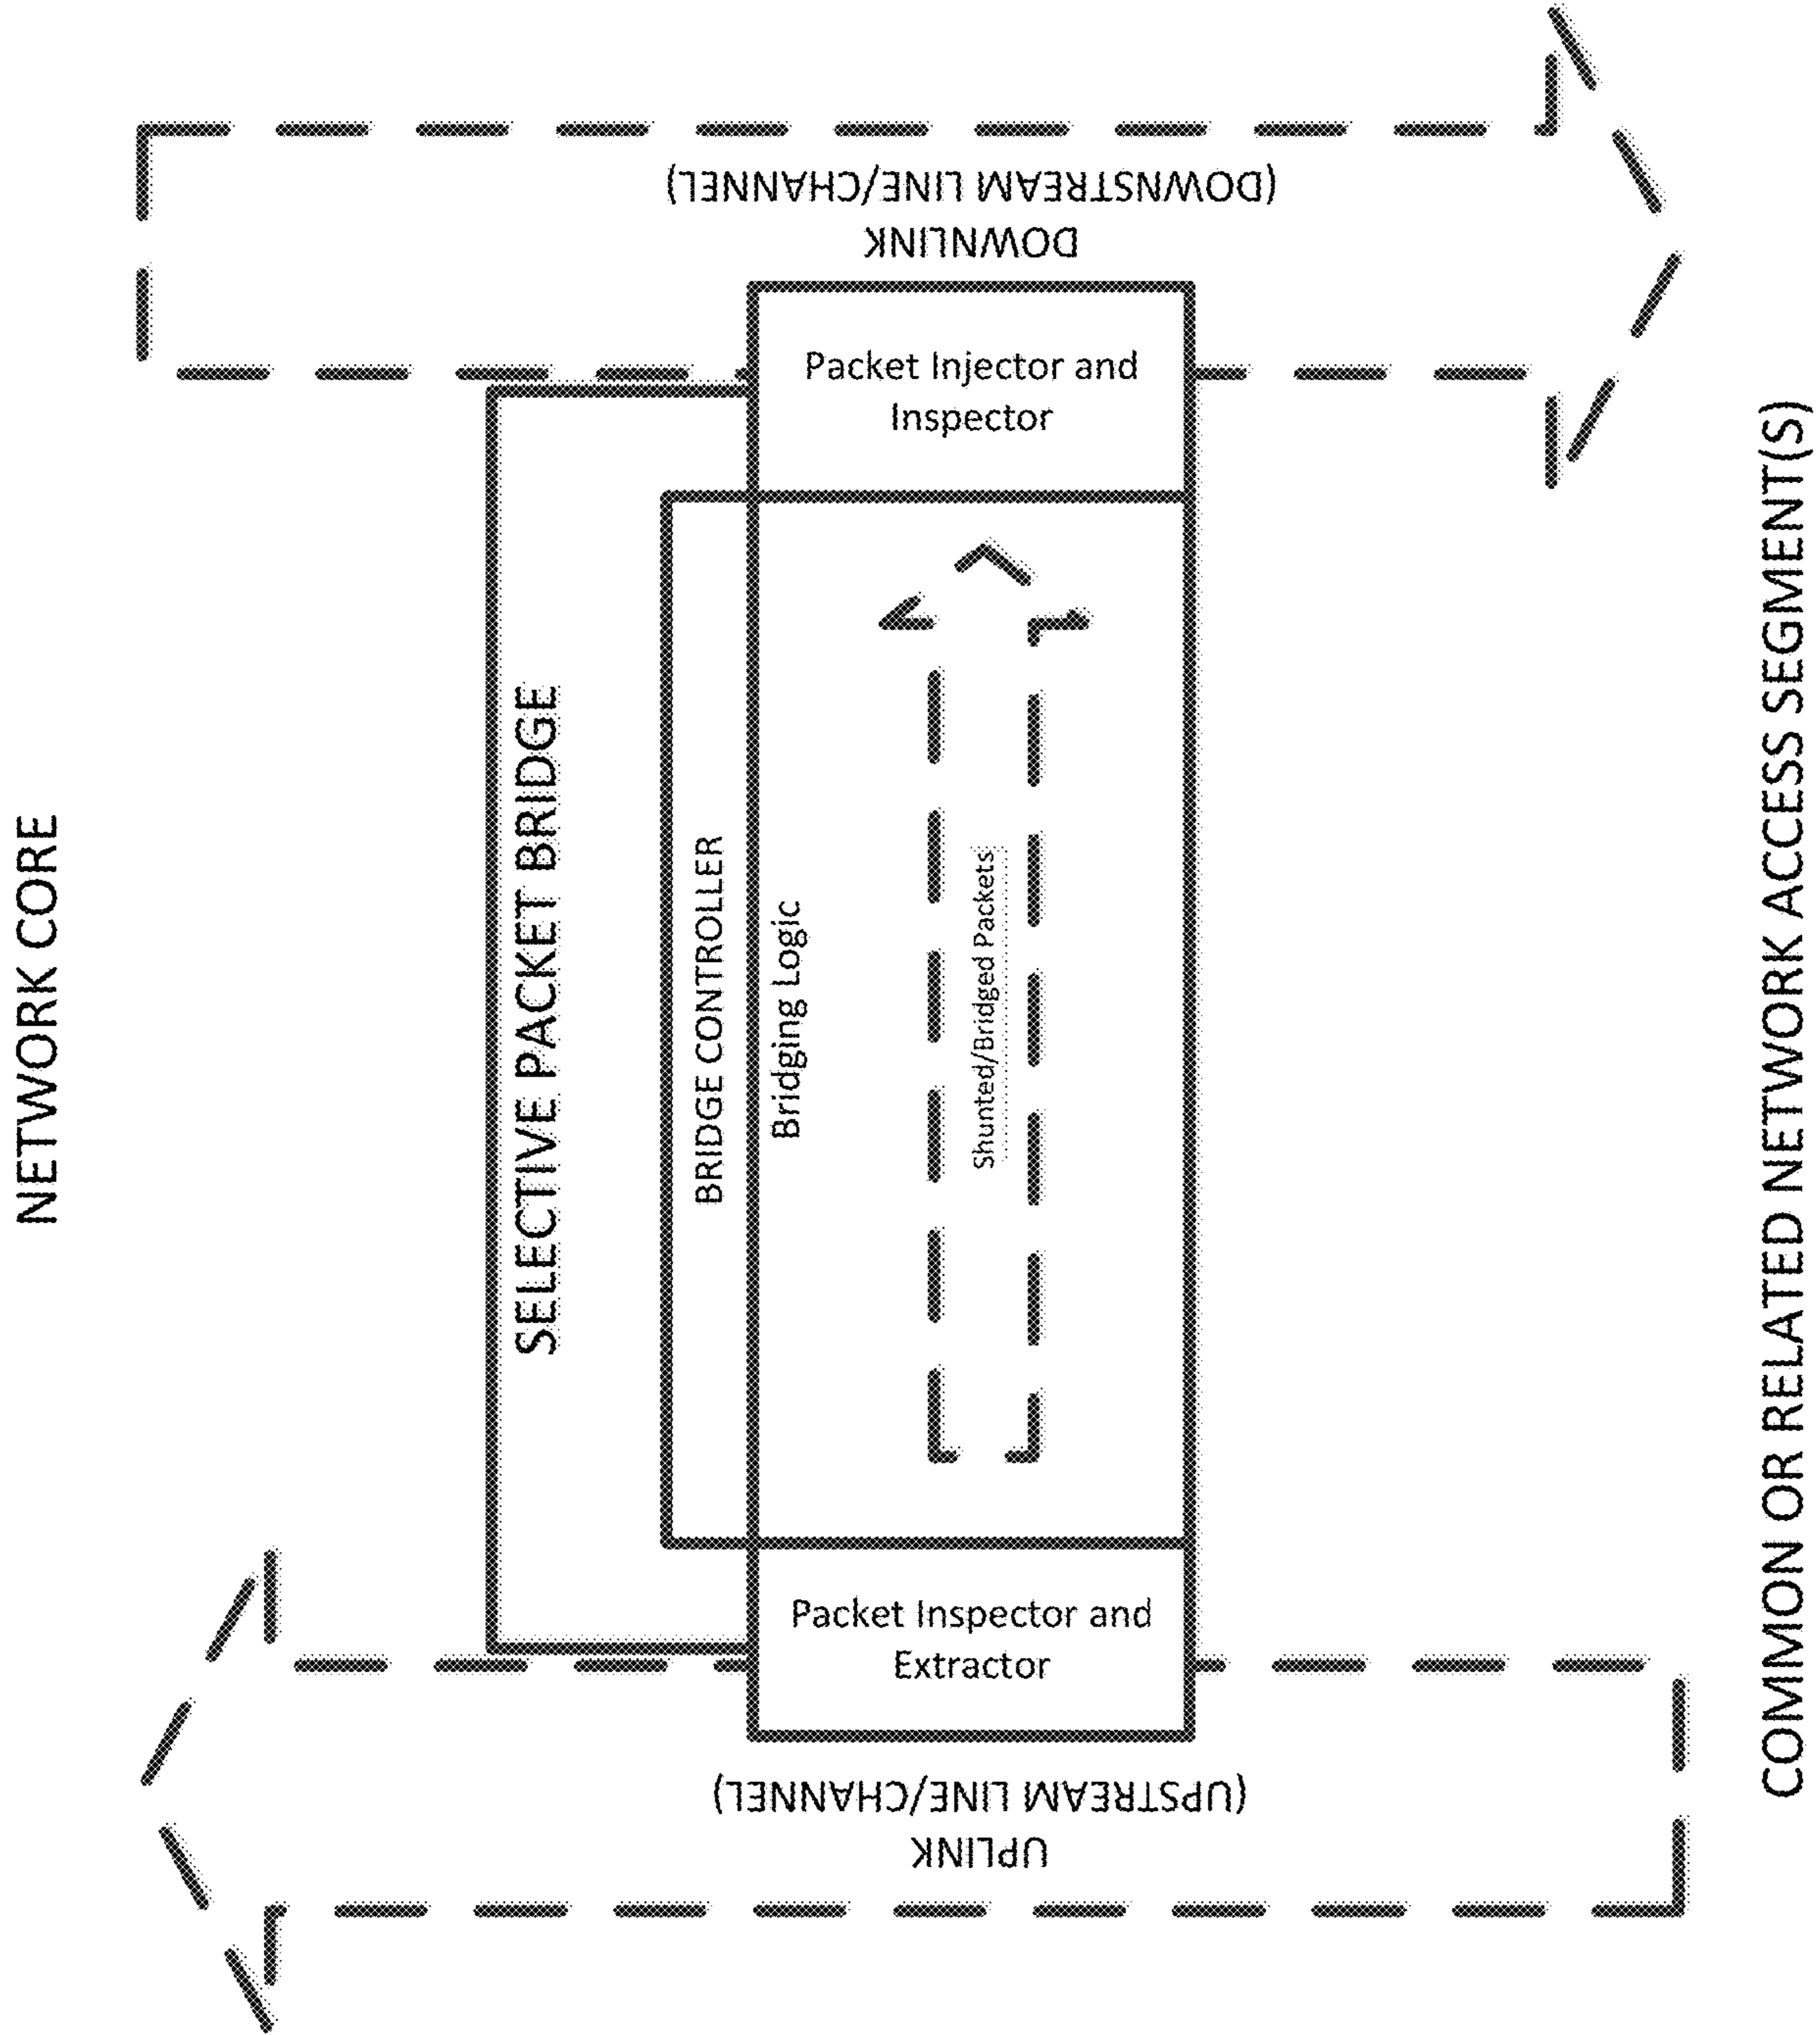 NETWORK CORE
SELECTIVE PACKET BRIDGE
BRIDGE CONTROLLER
Bridging Logic
Shunted/Bridged Packets
Packet Inspector and
Extractor
Packet Injector and
Inspector
UPLINK
(UPSTREAM LINE/CHANNEL)
DOWNLINK
(DOWNSTREAM LINE/CHANNEL)
COMMON OR RELATED NETWORK ACCESS SEGMENT(S)